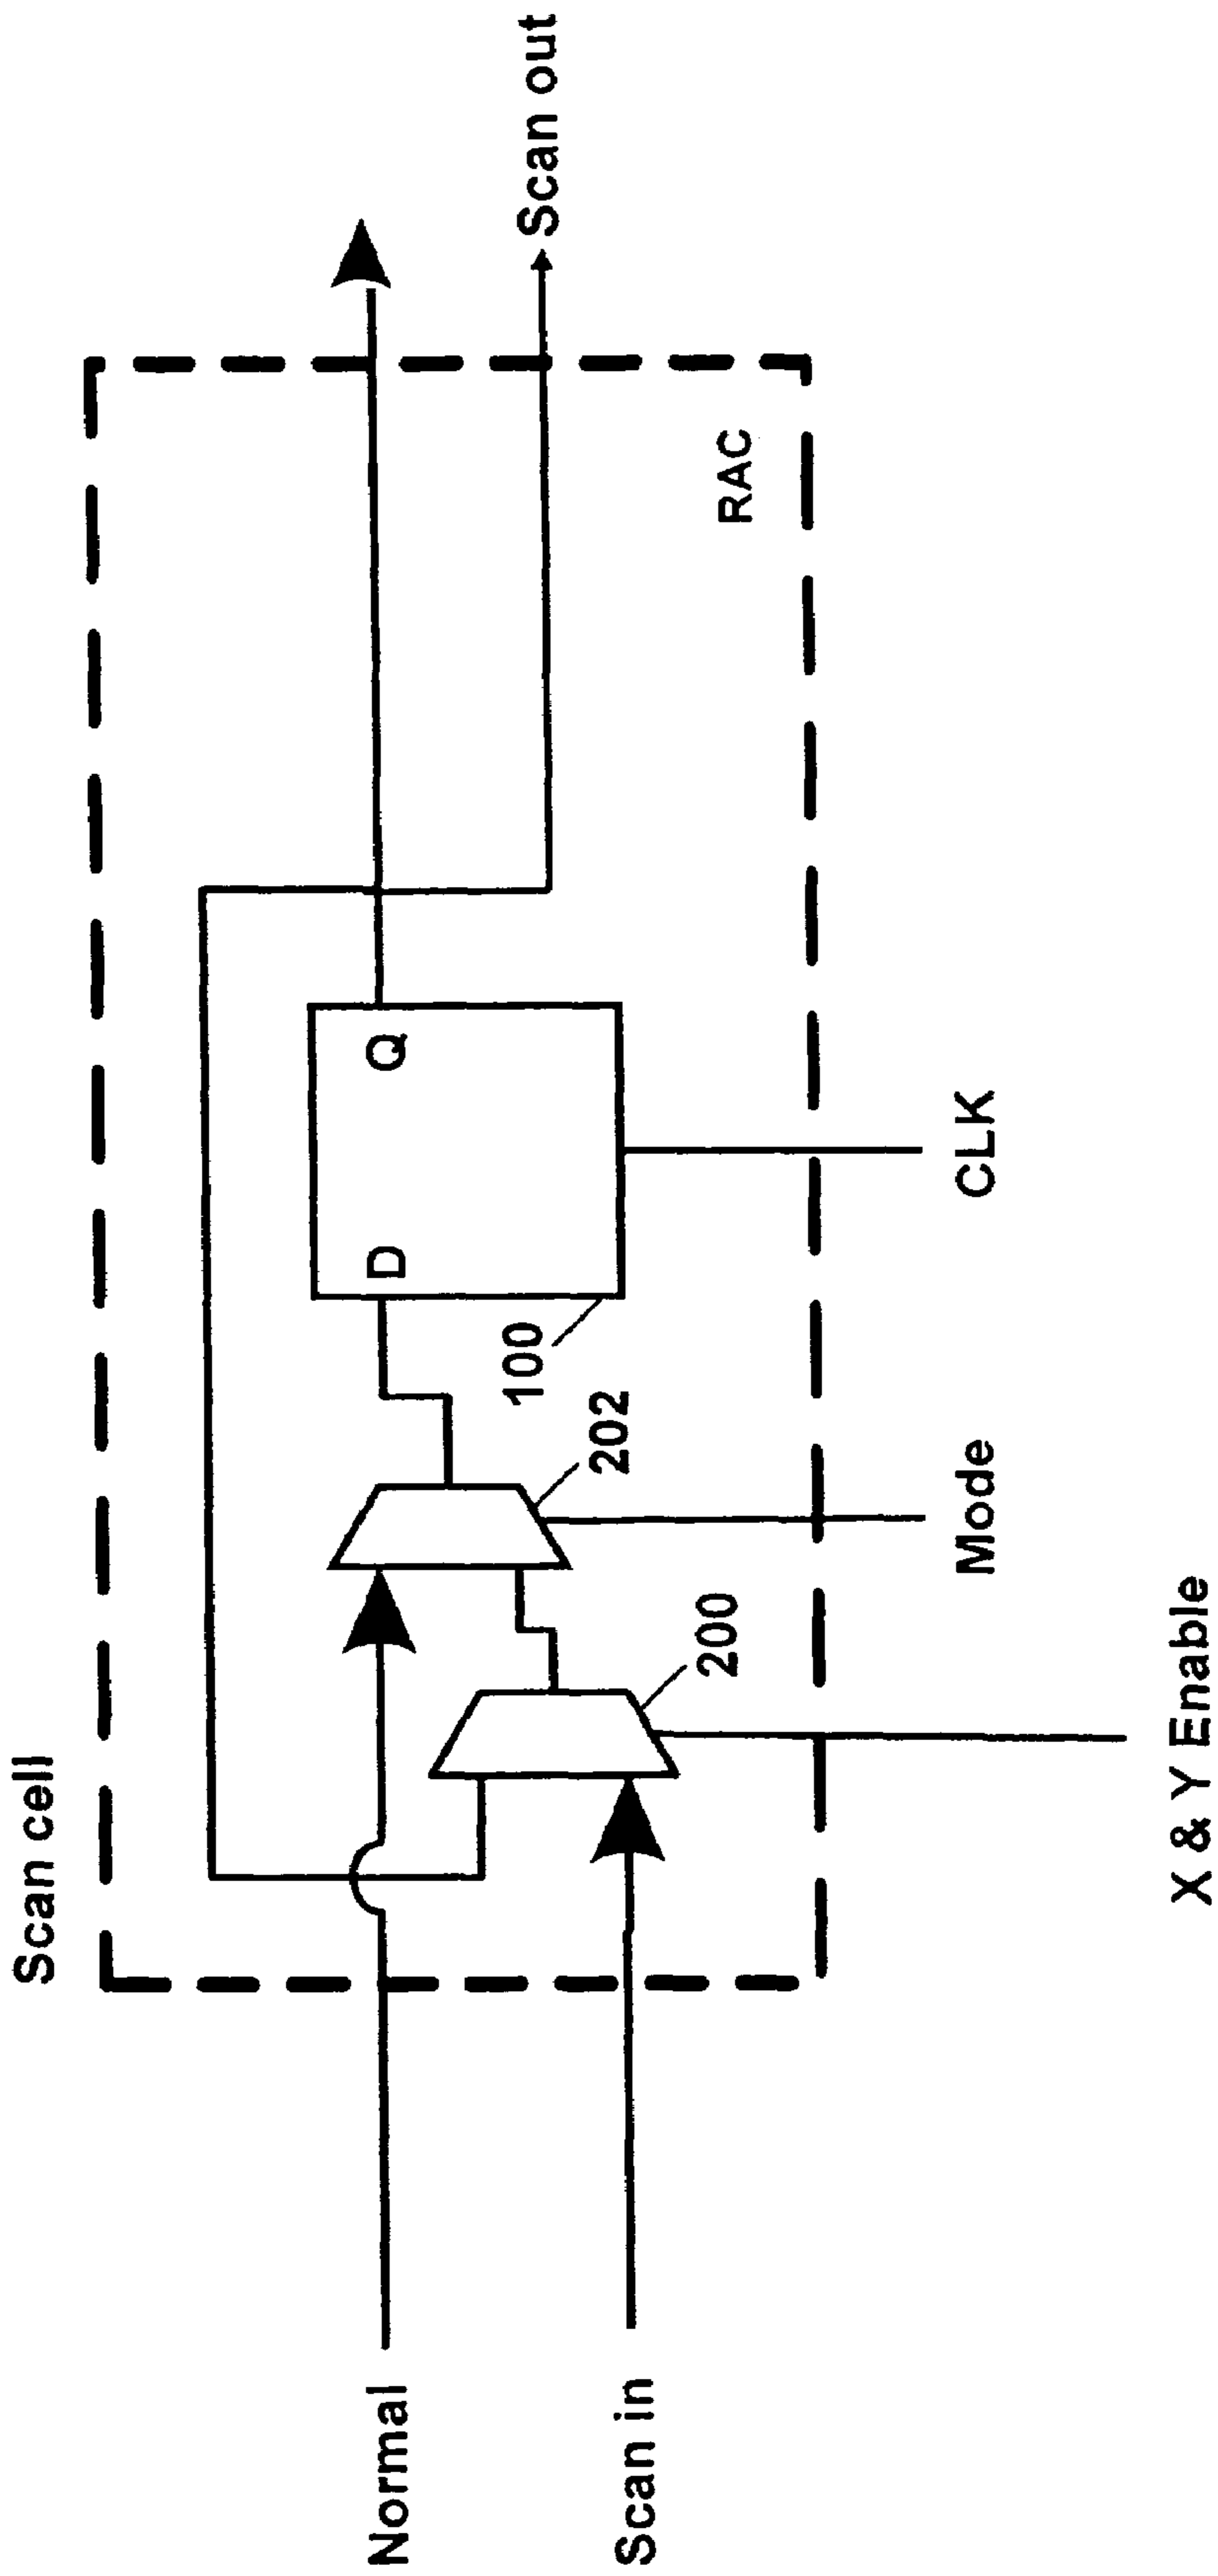 Scan cell
Normal
Scan in
Scan out
D
Q
100
202
200
RAC
CLK
Mode
X & Y Enable